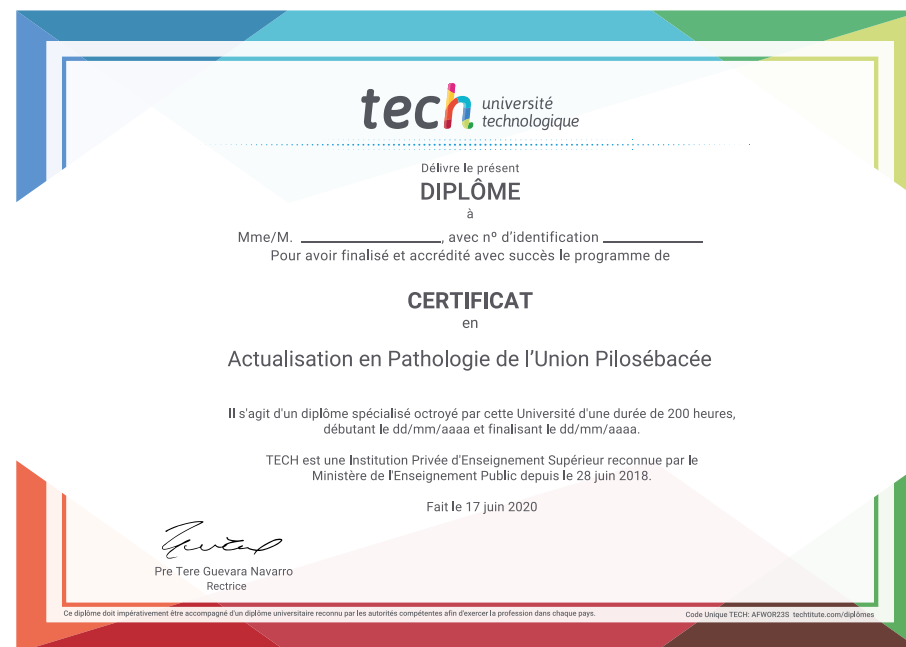 tech université
technologique
Délivre le présent
DIPLÔME
à
Mme/M. ____________________, avec nº d'identification ______________
Pour avoir finalisé et accrédité avec succès le programme de
CERTIFICAT
en
Actualisation en Pathologie de l'Union Pilosébacée
Il s'agit d'un diplôme spécialisé octroyé par cette Université d'une durée de 200 heures,
débutant le dd/mm/aaaa et finalisant le dd/mm/aaaa.
TECH est une Institution Privée d'Enseignement Supérieur reconnue par le
Ministère de l'Enseignement Public depuis le 28 juin 2018.
Fait le 17 juin 2020
Pre Tere Guevara Navarro
Rectrice
Ce diplôme doit impérativement être accompagné d'un diplôme universitaire reconnu par les autorités compétentes afin d'exercer la profession dans chaque pays.
Code Unique TECH: AFWOR23S techtitute.com/diplômes